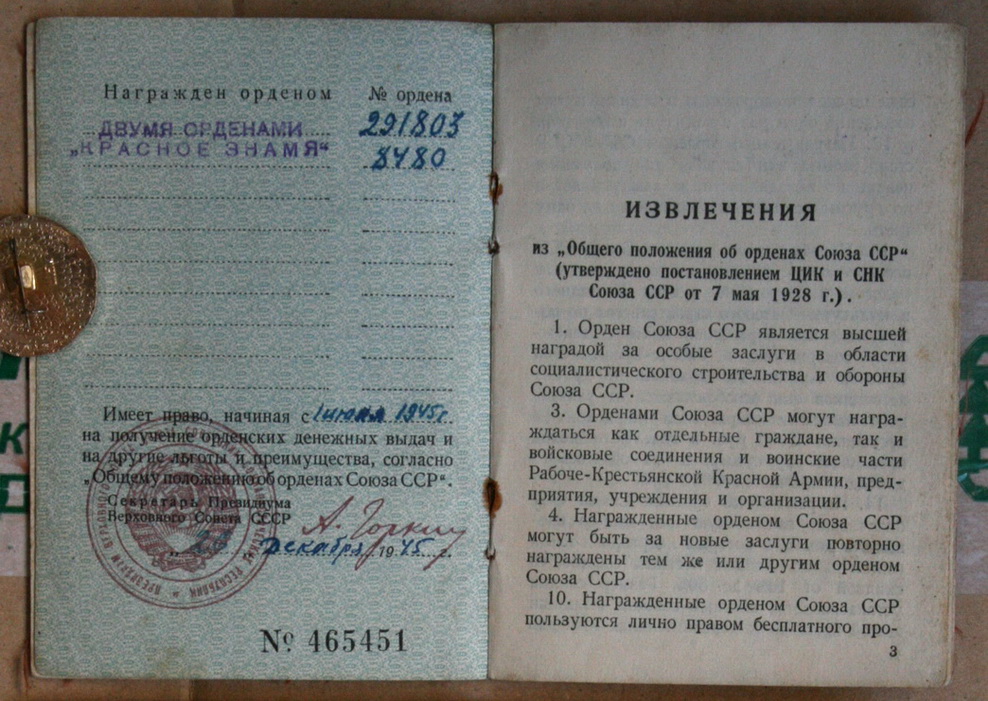 Награжден орденом № ордена
ДВУМЯ ОРДЕНАМИ 291803
„КРАСНОЕ ЗНАМЯ“ 8480
Имеет право, начиная с 1 июня 1945 г.
на получение орденских денежных выдач и
на другие льготы и преимущества, согласно
„Общему положению об орденах Союза ССР“.
Секретарь Президиума
Верховного Совета СССР А. Горкин
декабря 1945 г.
№ 465451
ИЗВЛЕЧЕНИЯ
из „Общего положения об орденах Союза ССР“
(утверждено постановлением ЦИК и СНК
Союза ССР от 7 мая 1928 г.).
1. Орден Союза ССР является высшей
наградой за особые заслуги в области
социалистического строительства и обороны
Союза ССР.
3. Орденами Союза ССР могут награ-
ждаться как отдельные граждане, так и
войсковые соединения и воинские части
Рабоче-Крестьянской Красной Армии, пред-
приятия, учреждения и организации.
4. Награжденные орденом Союза ССР
могут быть за новые заслуги повторно
награждены тем же или другим орденом
Союза ССР.
10. Награжденные орденом Союза ССР
пользуются лично правом бесплатного про-
3